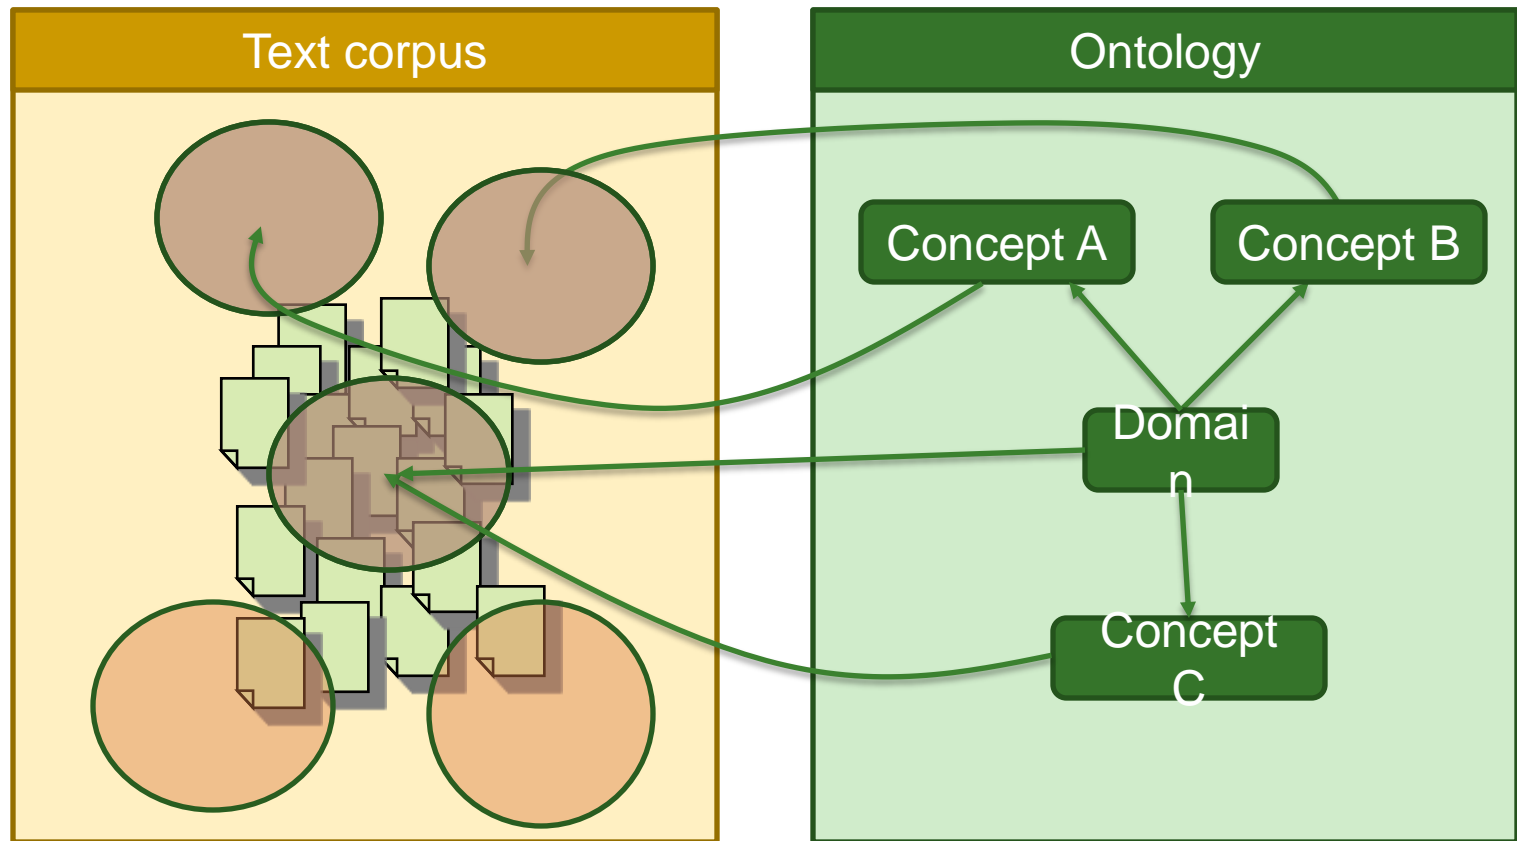 Text corpus
Ontology
Concept A
Concept B
Domai
n
Concept
C